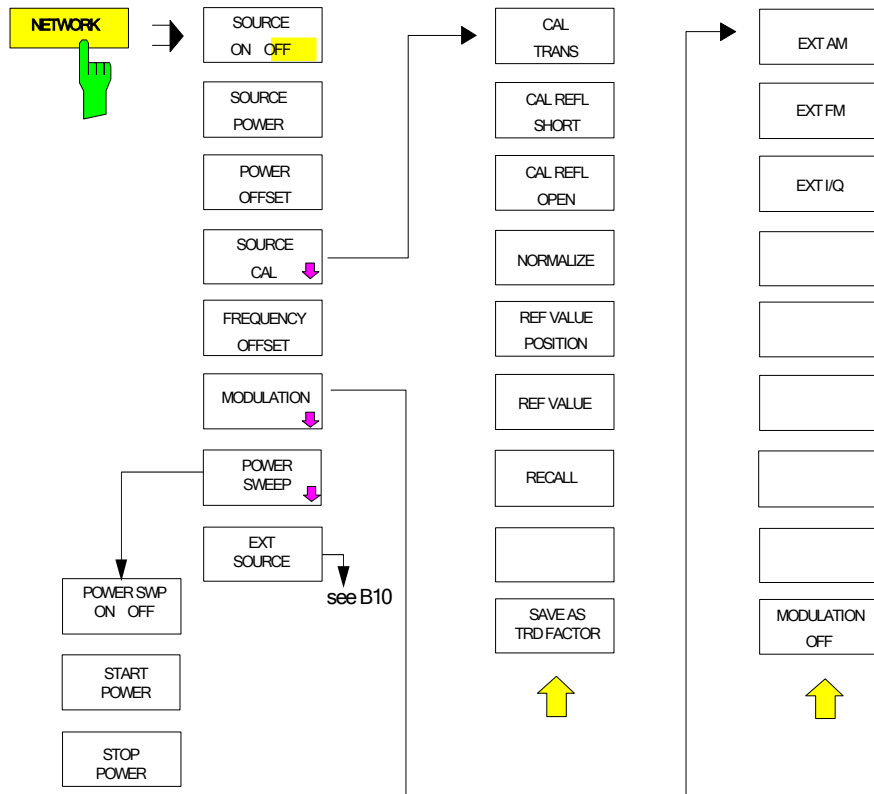 NETWORK
SOURCE
ON OFF
SOURCE
POWER
POWER
OFFSET
SOURCE
CAL
FREQUENCY
OFFSET
MODULATION
POWER
SWEEP
EXT
SOURCE
see B10
POWER SWP
ON OFF
START
POWER
STOP
POWER
CAL
TRANS
CAL REFL
SHORT
CAL REFL
OPEN
NORMALIZE
REF VALUE
POSITION
REF VALUE
RECALL
SAVE AS
TRD FACTOR
EXT AM
EXT FM
EXT I/Q
MODULATION
OFF